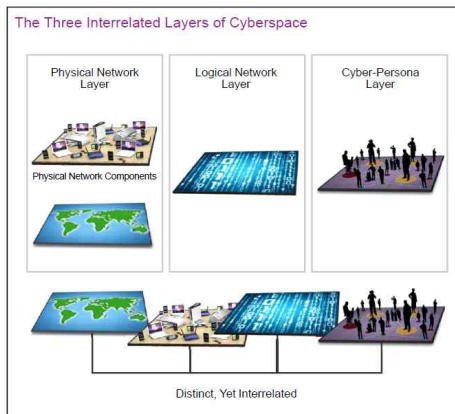 The Three Interrelated Layers of Cyberspace
Physical Network
Layer
Logical Network
Layer
Cyber-Persona
Layer
Physical Network Components
Distinct, Yet Interrelated